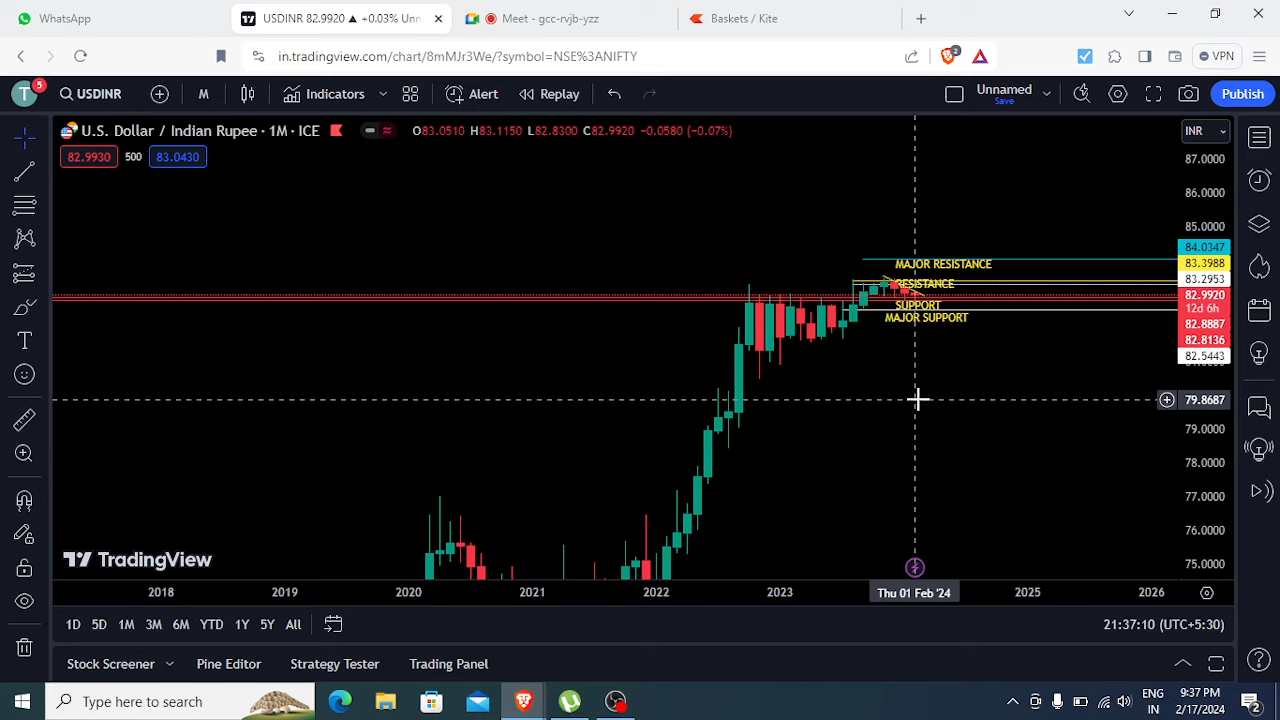 WhatsApp
USDINR 82.9920 ▲ +0.03% Unn
Meet - gcc-rvjb-yzz
Baskets / Kite
in.tradingview.com/chart/8mMJr3We/?symbol=NSE%3ANIFTY
2
VPN
T
5
USDINR
M
Indicators
Alert
Replay
Unnamed
Save
Publish
U.S. Dollar / Indian Rupee · 1M · ICE
O83.0510 H83.1150 L82.8300 C82.9920 -0.0580 (-0.07%)
82.9930
500
83.0430
INR
87.0000
86.0000
85.0000
84.0347
83.3988
83.2953
82.9920
12d 6h
82.8887
82.8136
82.5443
79.8687
79.0000
78.0000
77.0000
76.0000
75.0000
MAJOR RESISTANCE
RESISTANCE
SUPPORT
MAJOR SUPPORT
TradingView
2018
2019
2020
2021
2022
2023
Thu 01 Feb '24
2025
2026
1D
5D
1M
3M
6M
YTD
1Y
5Y
All
21:37:10 (UTC+5:30)
Stock Screener
Pine Editor
Strategy Tester
Trading Panel
Type here to search
ENG
IN
9:37 PM
2/17/2024
2